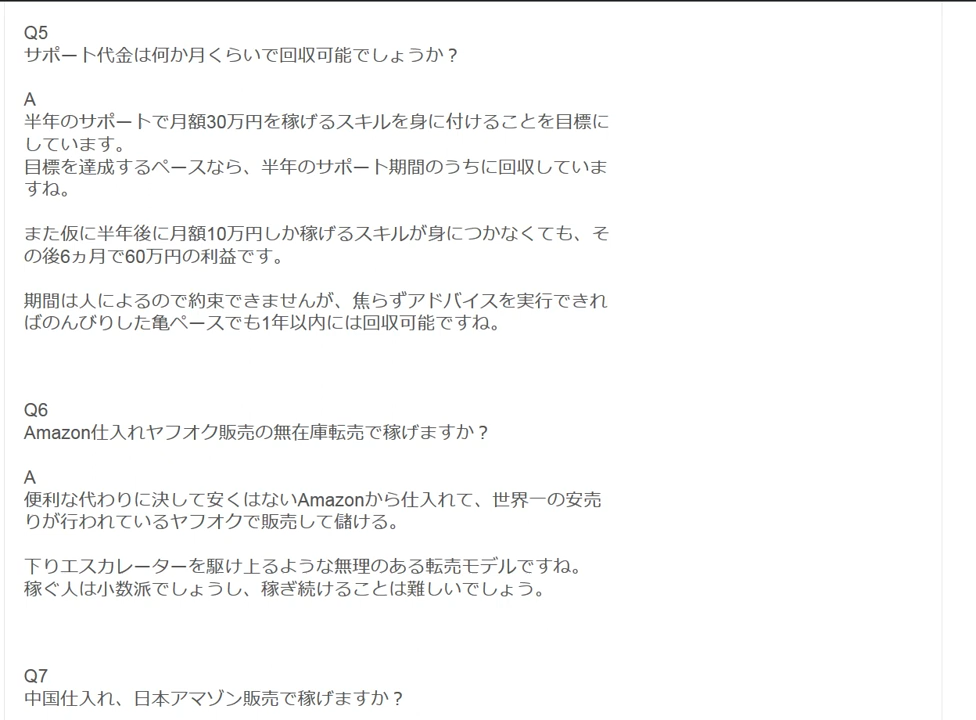 Q5
サポート代金は何か月くらいで回収可能でしょうか？
A
半年のサポートで月額30万円を稼げるスキルを身に付けることを目標に
しています。
目標を達成するペースなら、半年のサポート期間のうちに回収していま
すね。
また仮に半年後に月額10万円しか稼げるスキルが身につかなくても、そ
の後6ヵ月で60万円の利益です。
期間は人によるので約束できませんが、焦らずアドバイスを実行できれ
ばのんびりした亀ペースでも1年以内には回収可能ですね。
Q6
Amazon仕入れヤフオク販売の無在庫転売で稼げますか？
A
便利な代わりに決して安くはないAmazonから仕入れて、世界一の安売
りが行われているヤフオクで販売して儲ける。
下りエスカレーターを駆け上るような無理のある転売モデルですね。
稼ぐ人は小数派でしょうし、稼ぎ続けることは難しいでしょう。
Q7
中国仕入れ、日本アマゾン販売で稼げますか？